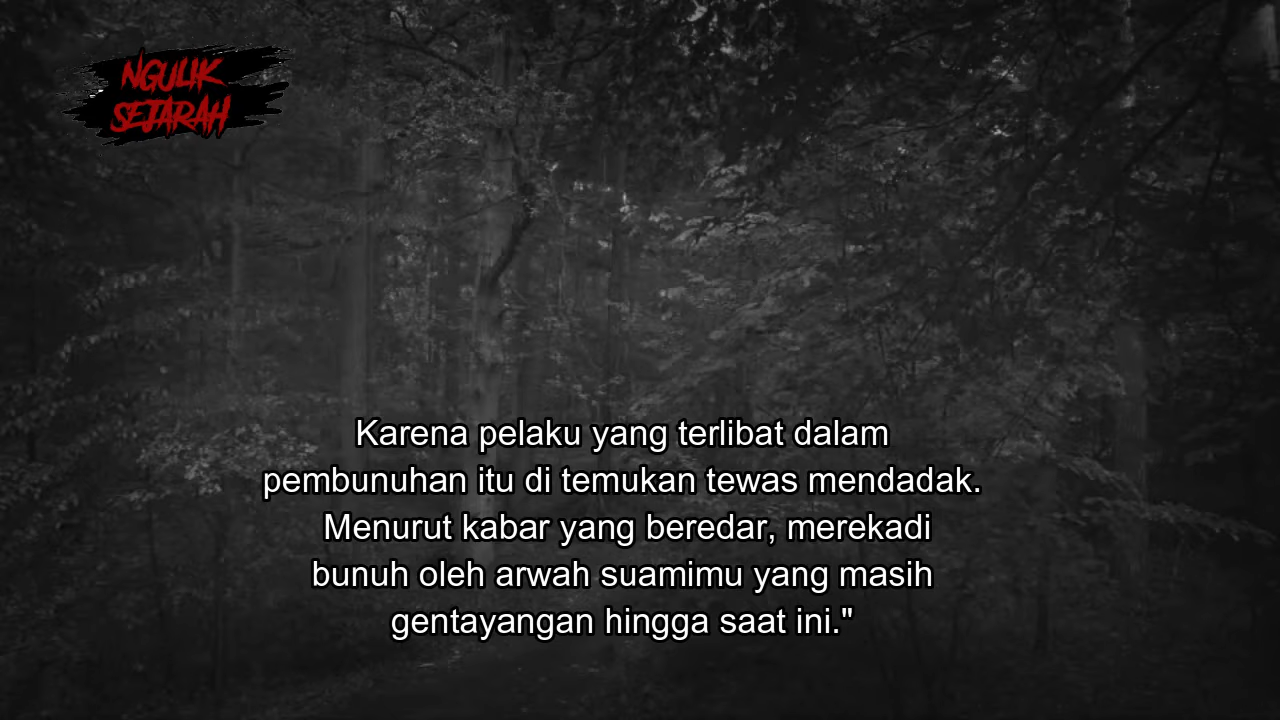 NGULIK
SEJARAH
Karena pelaku yang terlibat dalam
pembunuhan itu di temukan tewas mendadak.
Menurut kabar yang beredar, merekadi
bunuh oleh arwah suamimu yang masih
gentayangan hingga saat ini."